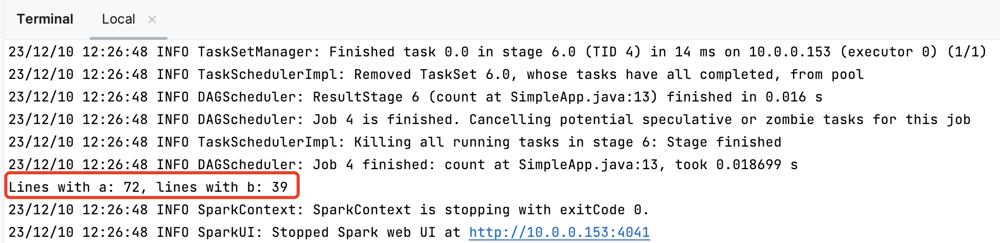 Terminal Local ×
23/12/10 12:26:48 INFO TaskSetManager: Finished task 0.0 in stage 6.0 (TID 4) in 14 ms on 10.0.0.153 (executor 0) (1/1)
23/12/10 12:26:48 INFO TaskSchedulerImpl: Removed TaskSet 6.0, whose tasks have all completed, from pool
23/12/10 12:26:48 INFO DAGScheduler: ResultStage 6 (count at SimpleApp.java:13) finished in 0.016 s
23/12/10 12:26:48 INFO DAGScheduler: Job 4 is finished. Cancelling potential speculative or zombie tasks for this job
23/12/10 12:26:48 INFO TaskSchedulerImpl: Killing all running tasks in stage 6: Stage finished
23/12/10 12:26:48 INFO DAGScheduler: Job 4 finished: count at SimpleApp.java:13, took 0.018699 s
Lines with a: 72, lines with b: 39
23/12/10 12:26:48 INFO SparkContext: SparkContext is stopping with exitCode 0.
23/12/10 12:26:48 INFO SparkUI: Stopped Spark web UI at http://10.0.0.153:4041